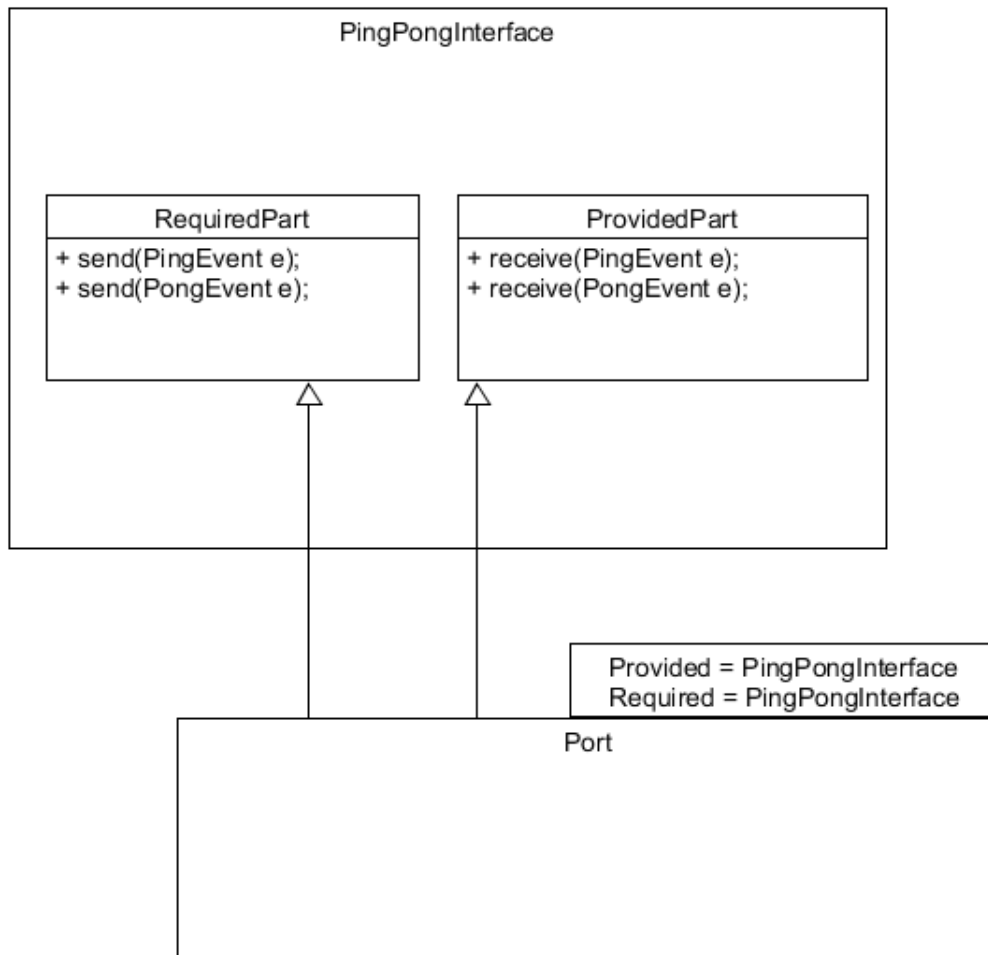 PingPongInterface
RequiredPart
+ send(PingEvent e);
+ send(PongEvent e);
ProvidedPart
+ receive(PingEvent e);
+ receive(PongEvent e);
Provided = PingPongInterface
Required = PingPongInterface
Port